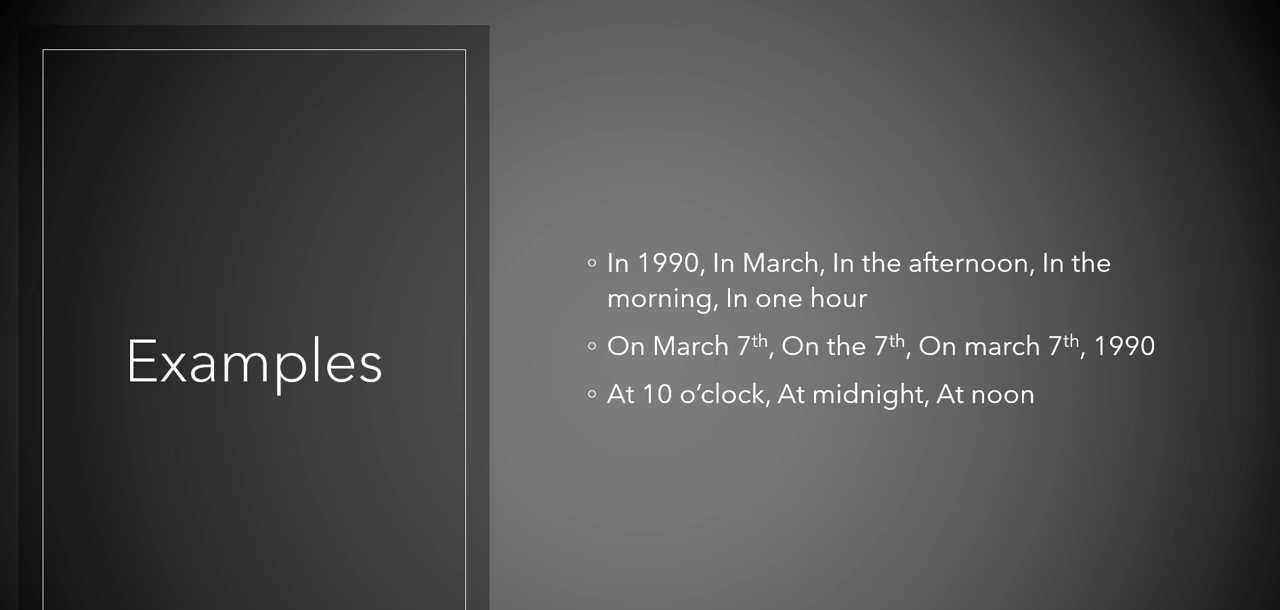 Examples
◦ In 1990, In March, In the afternoon, In the
morning, In one hour
◦ On March 7th, On the 7th, On march 7th, 1990
◦ At 10 o’clock, At midnight, At noon